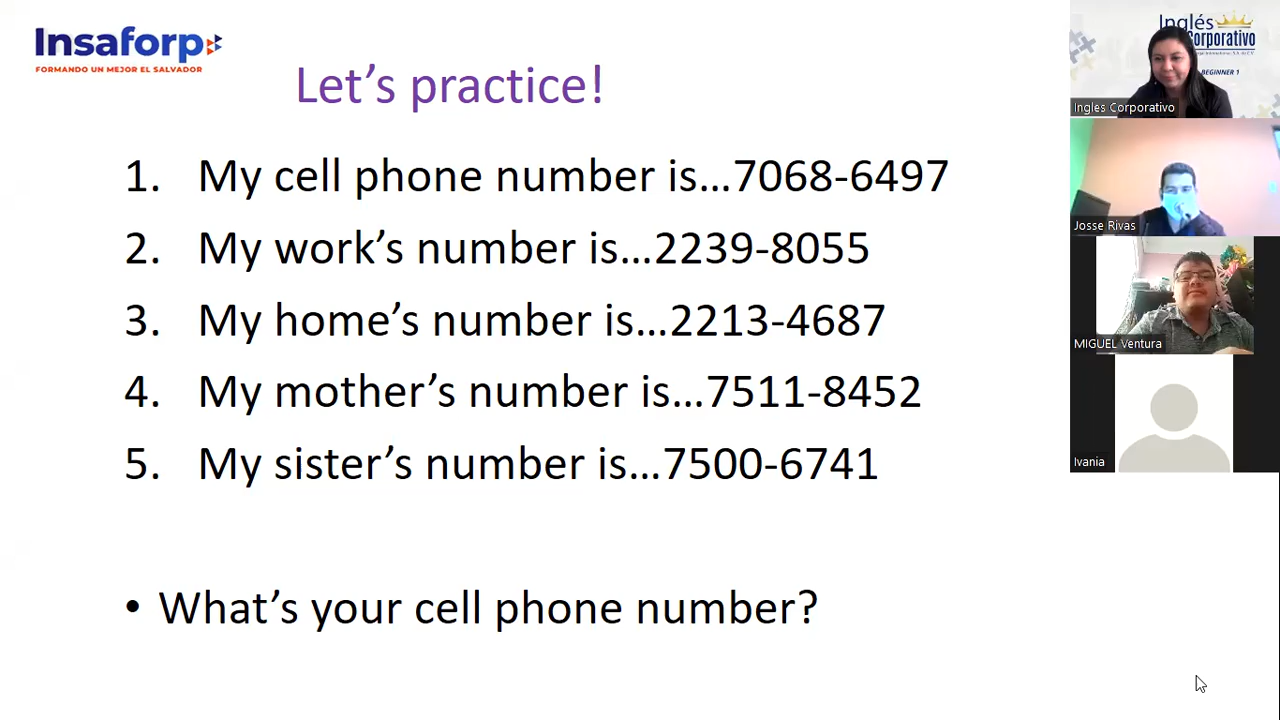 Insaforp
FORMANDO UN MEJOR EL SALVADOR
Let's practice!
1. My cell phone number is...7068-6497
2. My work's number is...2239-8055
3. My home's number is...2213-4687
4. My mother's number is...7511-8452
5. My sister's number is...7500-6741
• What's your cell phone number?
Inglés
Corporativo
BEGINNER 1
Ingles Corporativo
Josse Rivas
MIGUEL Ventura
Ivania